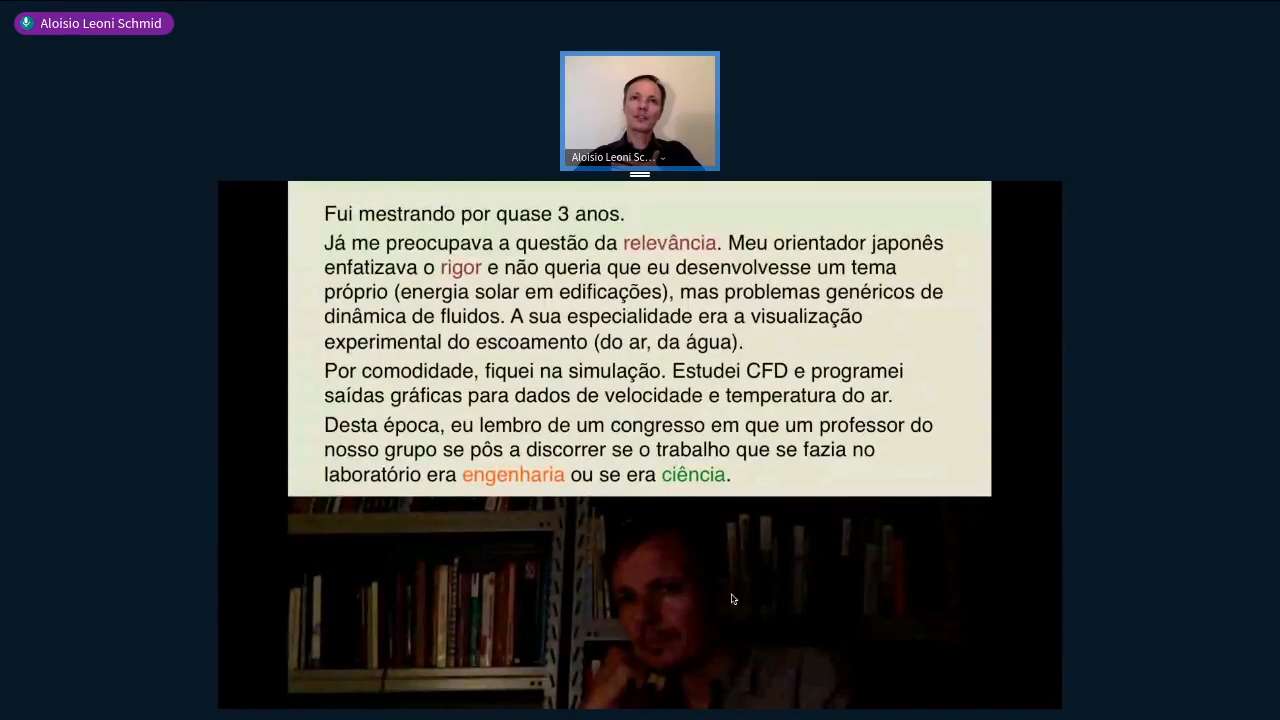 Aloisio Leoni Schmid
Aloisio Leoni Sc...
Fui mestrando por quase 3 anos.
Já me preocupava a questão da relevância. Meu orientador japonês
enfatizava o rigor e não queria que eu desenvolvesse um tema
próprio (energia solar em edificações), mas problemas genéricos de
dinâmica de fluidos. A sua especialidade era a visualização
experimental do escoamento (do ar, da água).
Por comodidade, fiquei na simulação. Estudei CFD e programei
saídas gráficas para dados de velocidade e temperatura do ar.
Desta época, eu lembro de um congresso em que um professor do
nosso grupo se pôs a discorrer se o trabalho que se fazia no
laboratório era engenharia ou se era ciência.